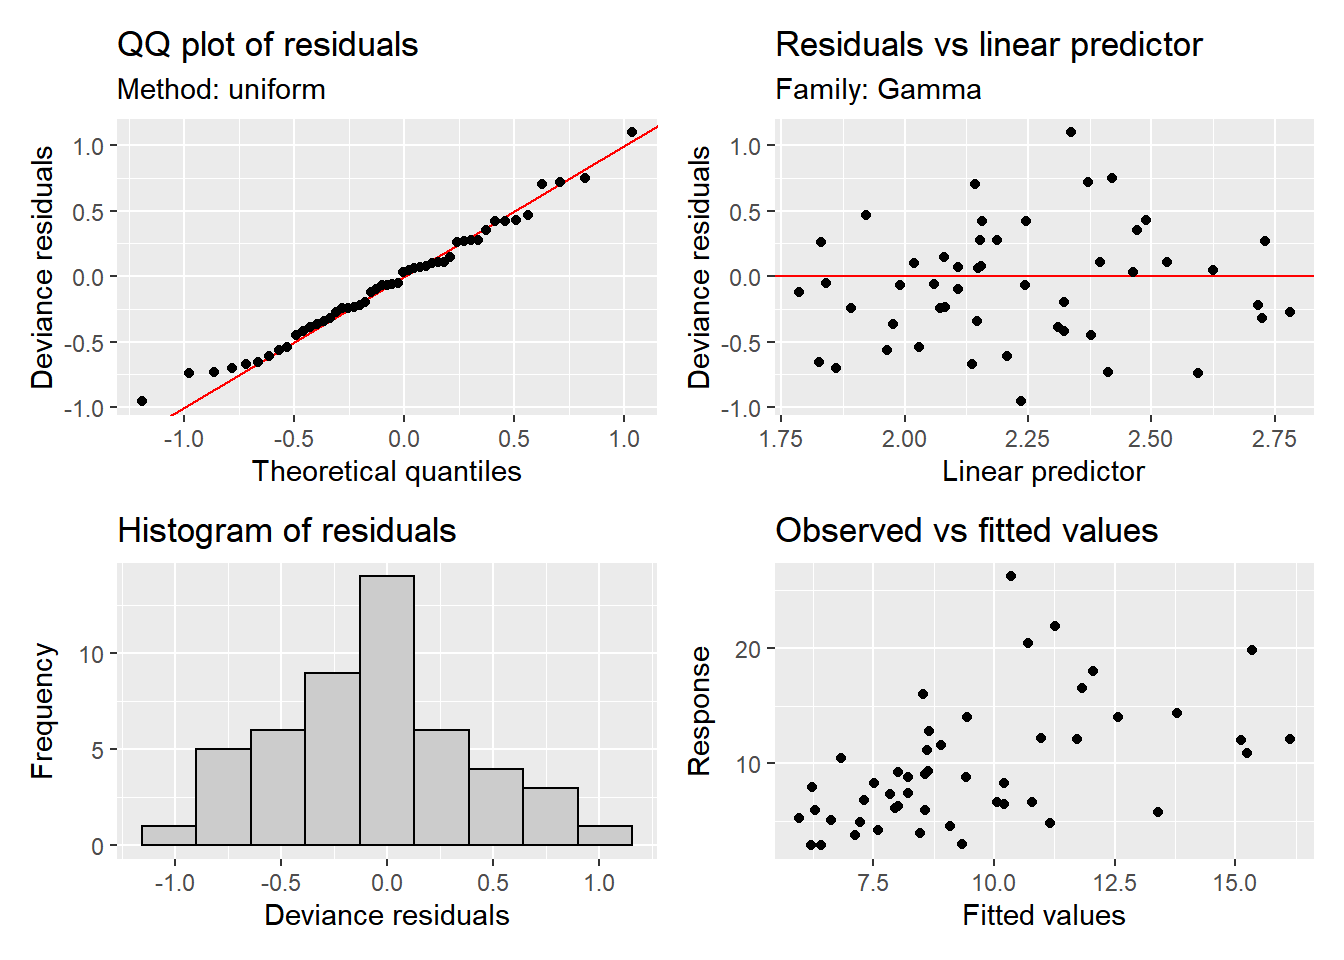 QQ plot of residuals
Method: uniform
Deviance residuals
1.0
0.5
0.0
-0.5
-1.0
-1.0 -0.5 0.0 0.5 1.0
Theoretical quantiles
Residuals vs linear predictor
Family: Gamma
Deviance residuals
1.0
0.5
0.0
-0.5
-1.0
1.75 2.00 2.25 2.50 2.75
Linear predictor
Histogram of residuals
Frequency
10
5
0
-1.0 -0.5 0.0 0.5 1.0
Deviance residuals
Observed vs fitted values
Response
20
10
7.5 10.0 12.5 15.0
Fitted values